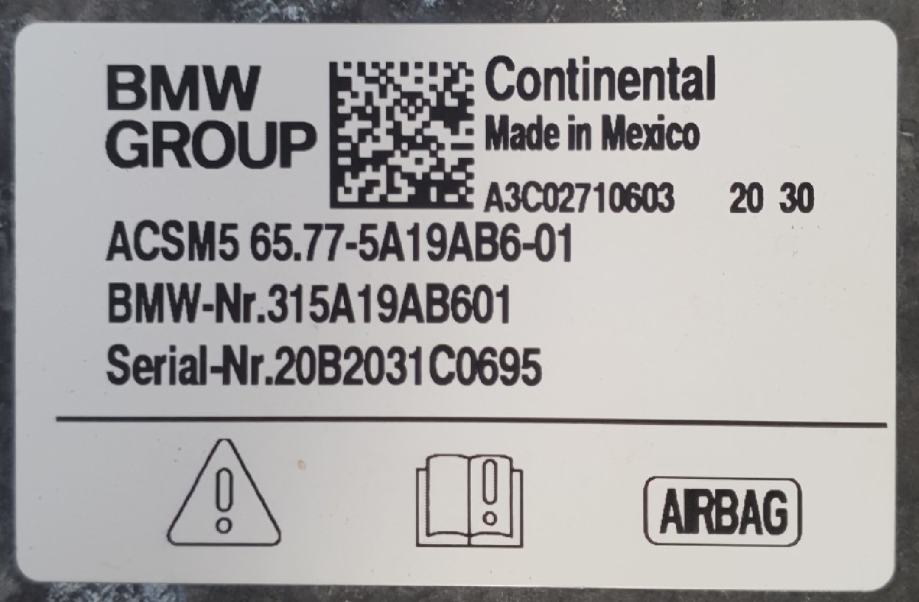 BMW
GROUP
Continental
Made in Mexico
A3C02710603 20 30
ACSM5 65.77-5A19AB6-01
BMW-Nr.315A19AB601
Serial-Nr.20B2031C0695
AIRBAG